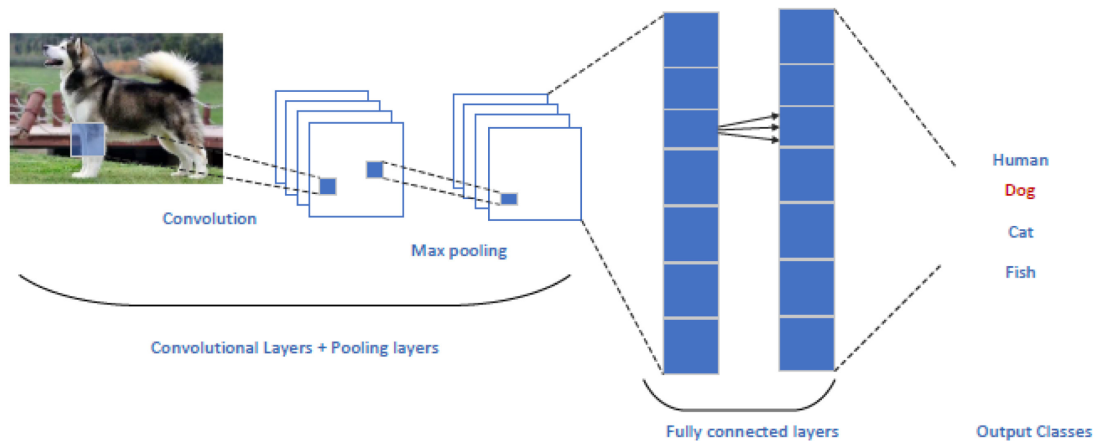 Convolution
Max pooling
Convolutional Layers + Pooling layers
Human
Dog
Cat
Fish
Fully connected layers
Output Classes